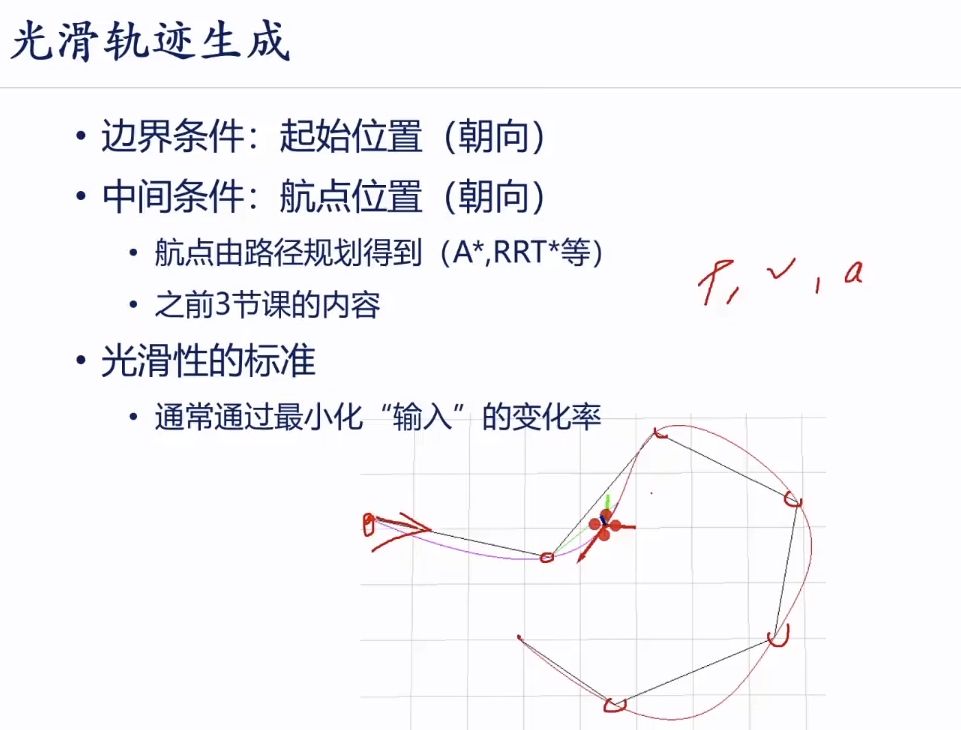 光滑轨迹生成
• 边界条件：起始位置（朝向）
• 中间条件：航点位置（朝向）
• 航点由路径规划得到（A*,RRT*等）
• 之前3节课的内容
p, v, a
• 光滑性的标准
• 通常通过最小化“输入”的变化率